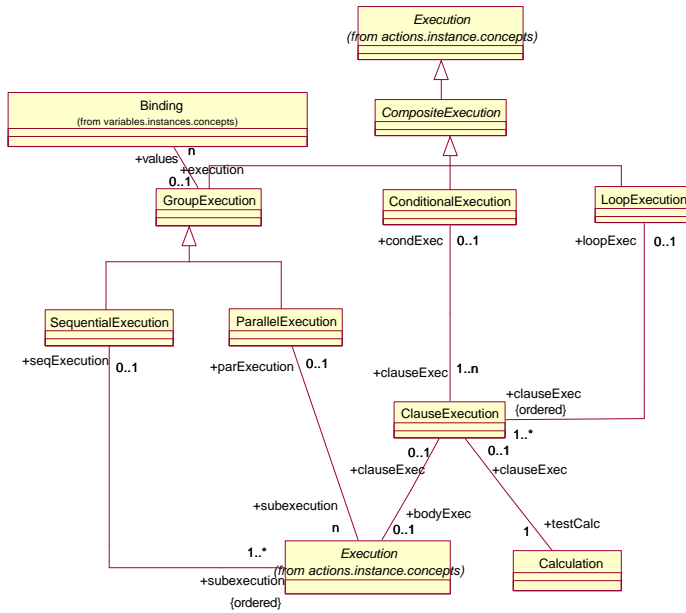 Execution
(from actions.instance.concepts)
CompositeExecution
Binding
(from variables.instances.concepts)
n
+values
+execution
0..1
GroupExecution
ConditionalExecution
LoopExecution
+condExec
0..1
+loopExec
0..1
SequentialExecution
ParallelExecution
+seqExecution
0..1
+parExecution
0..1
+clauseExec
1..n
+clauseExec
{ordered}
ClauseExecution
1..*
0..1
0..1
+clauseExec
+clauseExec
+subexecution
+bodyExec
n
0..1
1
+testCalc
1..*
Execution
(from actions.instance.concepts)
Calculation
+subexecution
{ordered}